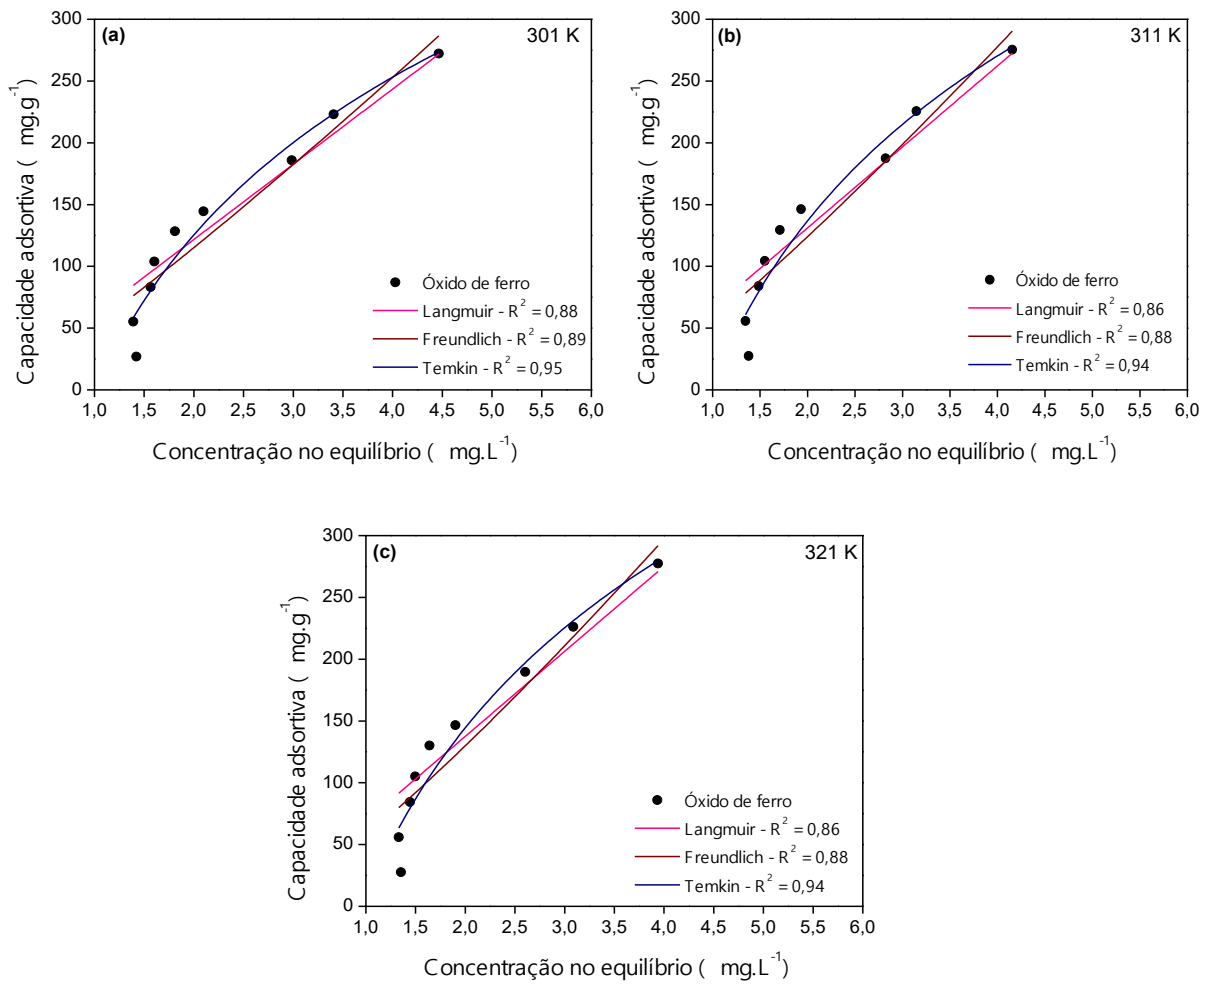 (a)
301 K
300
250
200
150
100
50
0
Capacidade adsortiva ( mg.g⁻¹)
Óxido de ferro
Langmuir - R² = 0,88
Freundlich - R² = 0,89
Temkin - R² = 0,95
1,0 1,5 2,0 2,5 3,0 3,5 4,0 4,5 5,0 5,5 6,0
Concentração no equilíbrio ( mg.L⁻¹)
(b)
311 K
300
250
200
150
100
50
0
Capacidade adsortiva ( mg.g⁻¹)
Óxido de ferro
Langmuir - R² = 0,86
Freundlich - R² = 0,88
Temkin - R² = 0,94
1,0 1,5 2,0 2,5 3,0 3,5 4,0 4,5 5,0 5,5 6,0
Concentração no equilíbrio ( mg.L⁻¹)
(c)
321 K
300
250
200
150
100
50
0
Capacidade adsortiva ( mg.g⁻¹)
Óxido de ferro
Langmuir - R² = 0,86
Freundlich - R² = 0,88
Temkin - R² = 0,94
1,0 1,5 2,0 2,5 3,0 3,5 4,0 4,5 5,0 5,5 6,0
Concentração no equilíbrio ( mg.L⁻¹)